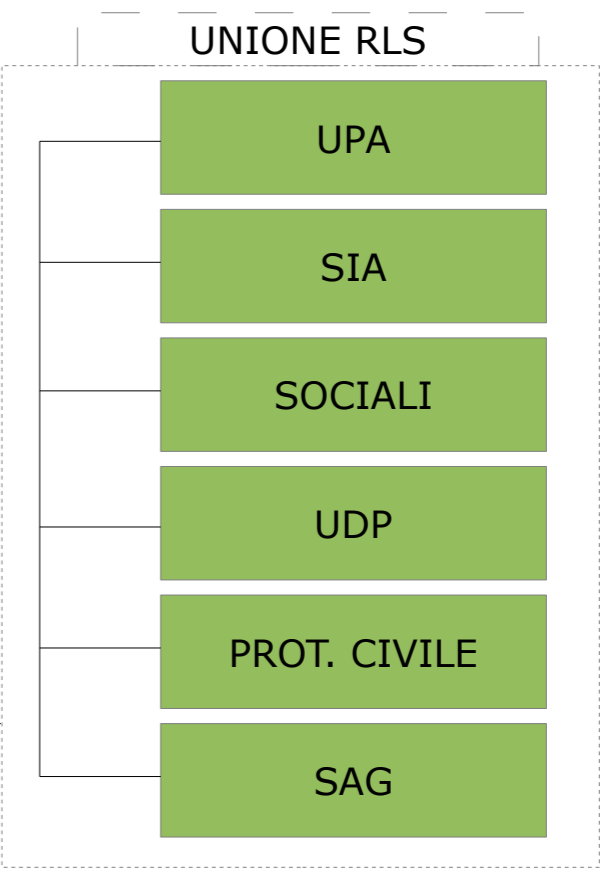 UNIONE RLS
UPA
SIA
SOCIALI
UDP
PROT. CIVILE
SAG